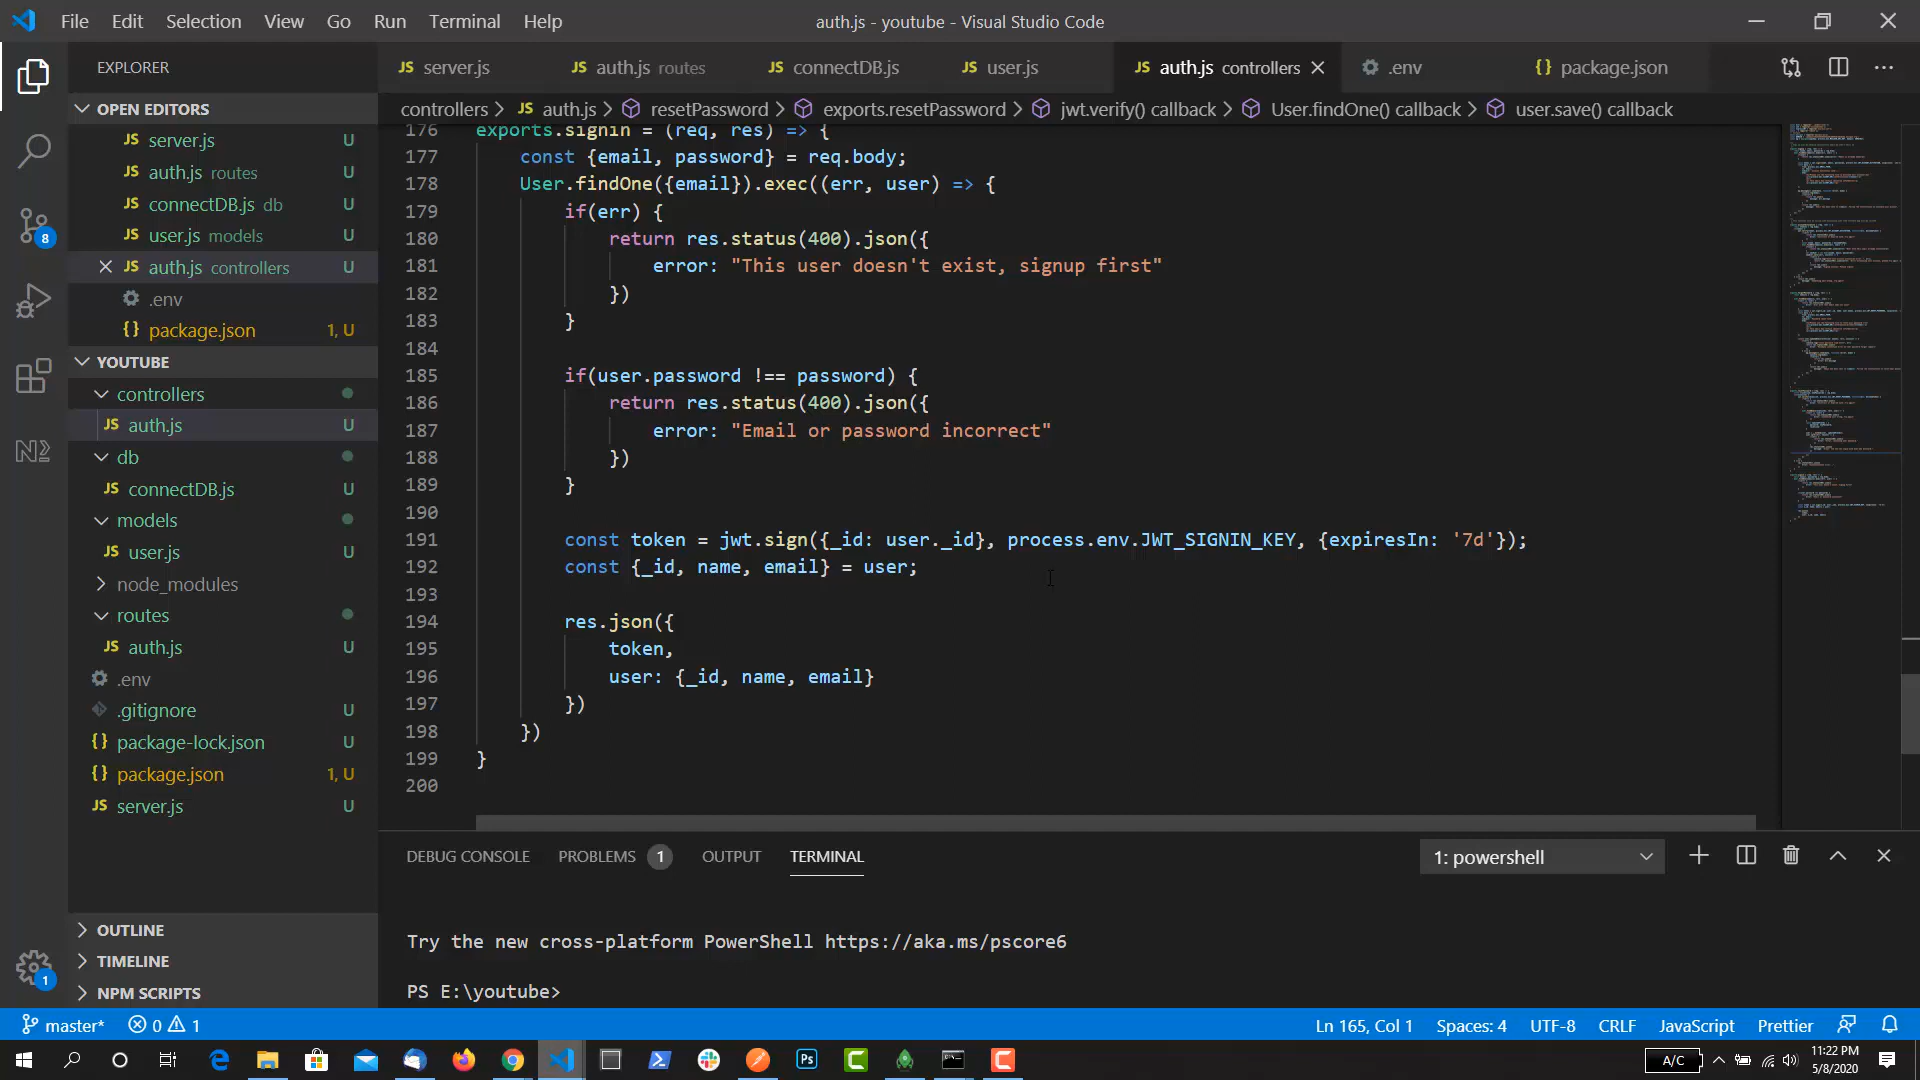 File Edit Selection View Go Run Terminal Help
auth.js - youtube - Visual Studio Code
EXPLORER
OPEN EDITORS
JS server.js U
JS auth.js routes U
JS connectDB.js db U
JS user.js models U
JS auth.js controllers U
.env
{} package.json 1, U
YOUTUBE
controllers
JS auth.js U
db
JS connectDB.js U
models
JS user.js U
node_modules
routes
JS auth.js U
.env
.gitignore U
{} package-lock.json U
{} package.json 1, U
JS server.js U
OUTLINE
TIMELINE
NPM SCRIPTS
8
1
JS server.js JS auth.js routes JS connectDB.js JS user.js JS auth.js controllers .env {} package.json
controllers > JS auth.js > resetPassword > exports.resetPassword > jwt.verify() callback > User.findOne() callback > user.save() callback
176 exports.signin = (req, res) => {
177 const {email, password} = req.body;
178 User.findOne({email}).exec((err, user) => {
179 if(err) {
180 return res.status(400).json({
181 error: "This user doesn't exist, signup first"
182 })
183 }
184
185 if(user.password !== password) {
186 return res.status(400).json({
187 error: "Email or password incorrect"
188 })
189 }
190
191 const token = jwt.sign({_id: user._id}, process.env.JWT_SIGNIN_KEY, {expiresIn: '7d'});
192 const {_id, name, email} = user;
193
194 res.json({
195 token,
196 user: {_id, name, email}
197 })
198 })
199 }
200
DEBUG CONSOLE PROBLEMS 1 OUTPUT TERMINAL 1: powershell
Try the new cross-platform PowerShell https://aka.ms/pscore6
PS E:\youtube>
master* 0 1 Ln 165, Col 1 Spaces: 4 UTF-8 CRLF JavaScript Prettier
A/C
11:22 PM
5/8/2020